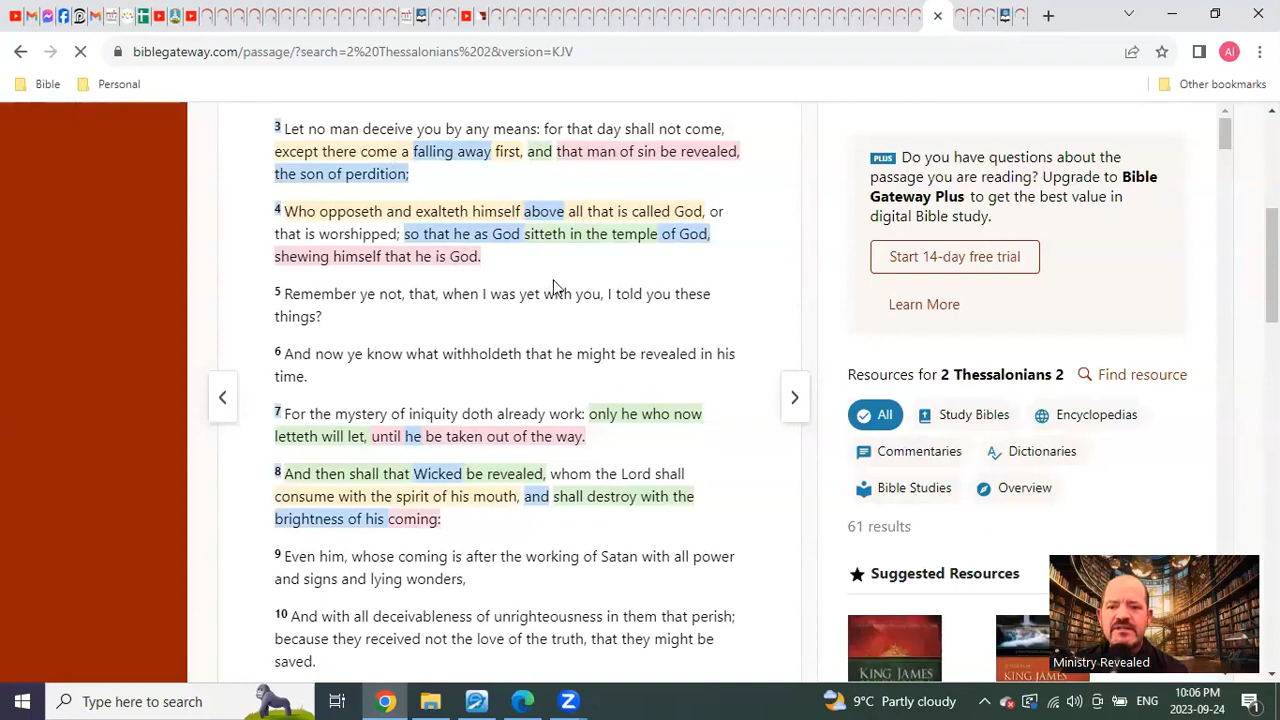 biblegateway.com/passage/?search=2%20Thessalonians%202&version=KJV
AI
Bible
Personal
Other bookmarks
3 Let no man deceive you by any means: for that day shall not come,
except there come a falling away first, and that man of sin be revealed,
the son of perdition;
4 Who opposeth and exalteth himself above all that is called God, or
that is worshipped; so that he as God sitteth in the temple of God,
shewing himself that he is God.
5 Remember ye not, that, when I was yet with you, I told you these
things?
6 And now ye know what withholdeth that he might be revealed in his
time.
7 For the mystery of iniquity doth already work: only he who now
letteth will let, until he be taken out of the way.
8 And then shall that Wicked be revealed, whom the Lord shall
consume with the spirit of his mouth, and shall destroy with the
brightness of his coming:
9 Even him, whose coming is after the working of Satan with all power
and signs and lying wonders,
10 And with all deceivableness of unrighteousness in them that perish;
because they received not the love of the truth, that they might be
saved.
PLUS Do you have questions about the
passage you are reading? Upgrade to Bible
Gateway Plus to get the best value in
digital Bible study.
Start 14-day free trial
Learn More
Resources for 2 Thessalonians 2 Find resource
All Study Bibles Encyclopedias
Commentaries Dictionaries
Bible Studies Overview
61 results
Suggested Resources
KING JAMES
KING JAMES
Ministry Revealed
Type here to search
9°C Partly cloudy
ENG
10:06 PM
2023-09-24
1